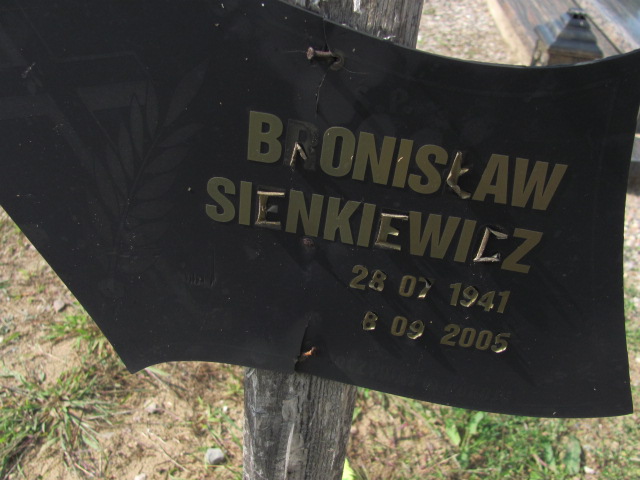 BRONISŁAW
SIENKIEWICZ
28 07 1941
8 09 2005